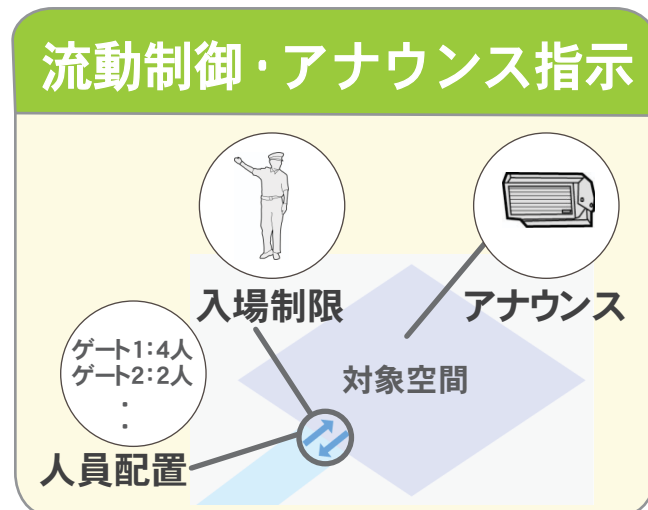 流動制御・アナウンス指示
入場制限
アナウンス
ゲート1：4人
ゲート2：2人
・
・
対象空間
人員配置